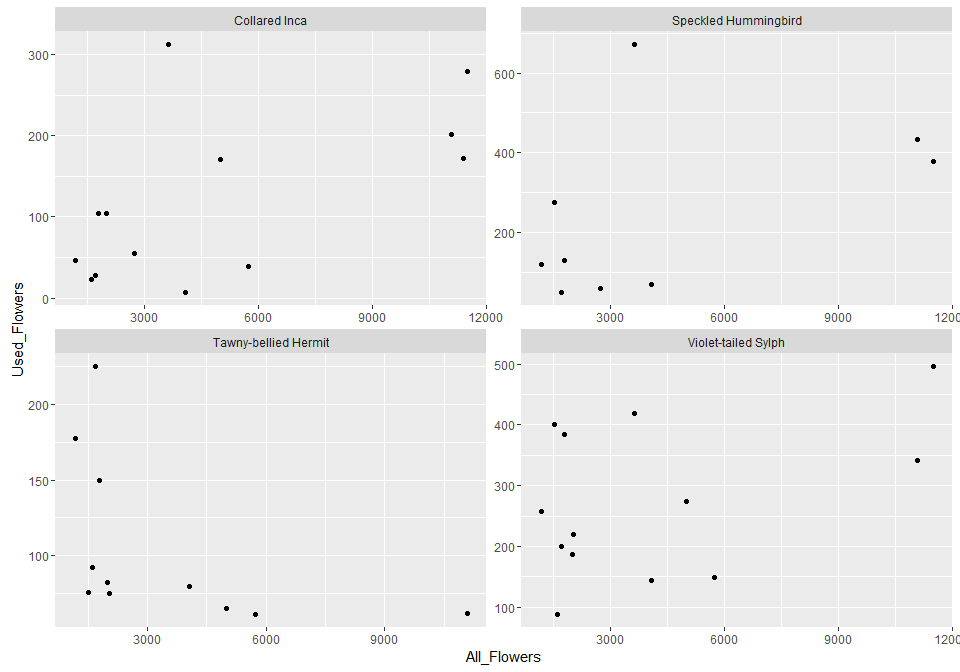 Collared Inca
Speckled Hummingbird
300
200
100
0
600
400
200
3000 6000 9000 12000
3000 6000 9000 1200
Tawny-bellied Hermit
Violet-tailed Sylph
200
150
100
500
400
300
200
100
3000 6000 9000
3000 6000 9000 1200
Used_Flowers
All_Flowers